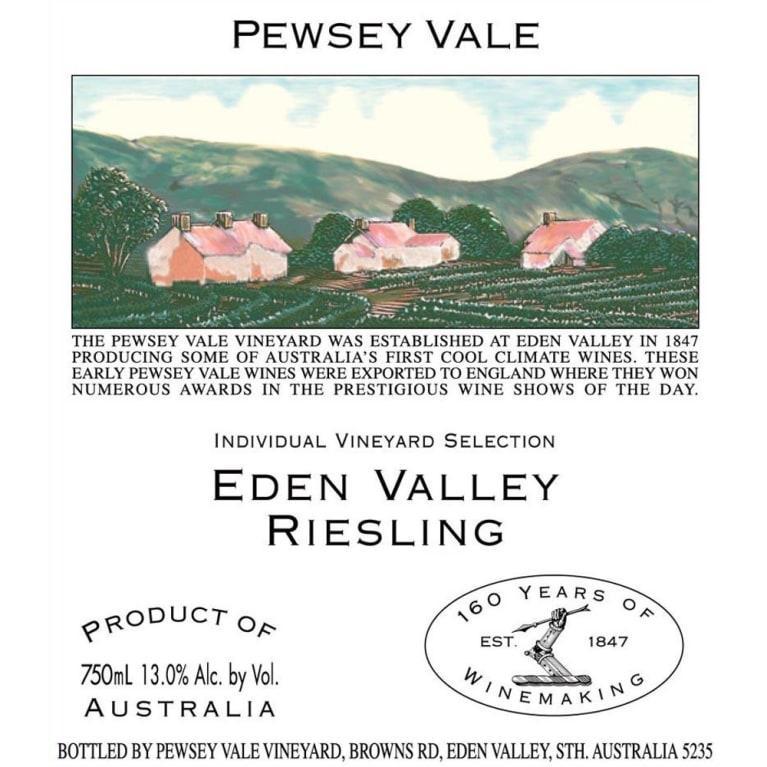 PEWSEY VALE
THE PEWSEY VALE VINEYARD WAS ESTABLISHED AT EDEN VALLEY IN 1847
PRODUCING SOME OF AUSTRALIA'S FIRST COOL CLIMATE WINES. THESE
EARLY PEWSEY VALE WINES WERE EXPORTED TO ENGLAND WHERE THEY WON
NUMEROUS AWARDS IN THE PRESTIGIOUS WINE SHOWS OF THE DAY.
INDIVIDUAL VINEYARD SELECTION
EDEN VALLEY
RIESLING
PRODUCT OF
750mL 13.0% Alc. by Vol.
AUSTRALIA
160 YEARS OF
EST. 1847
WINEMAKING
BOTTLED BY PEWSEY VALE VINEYARD, BROWNS RD, EDEN VALLEY, STH. AUSTRALIA 5235